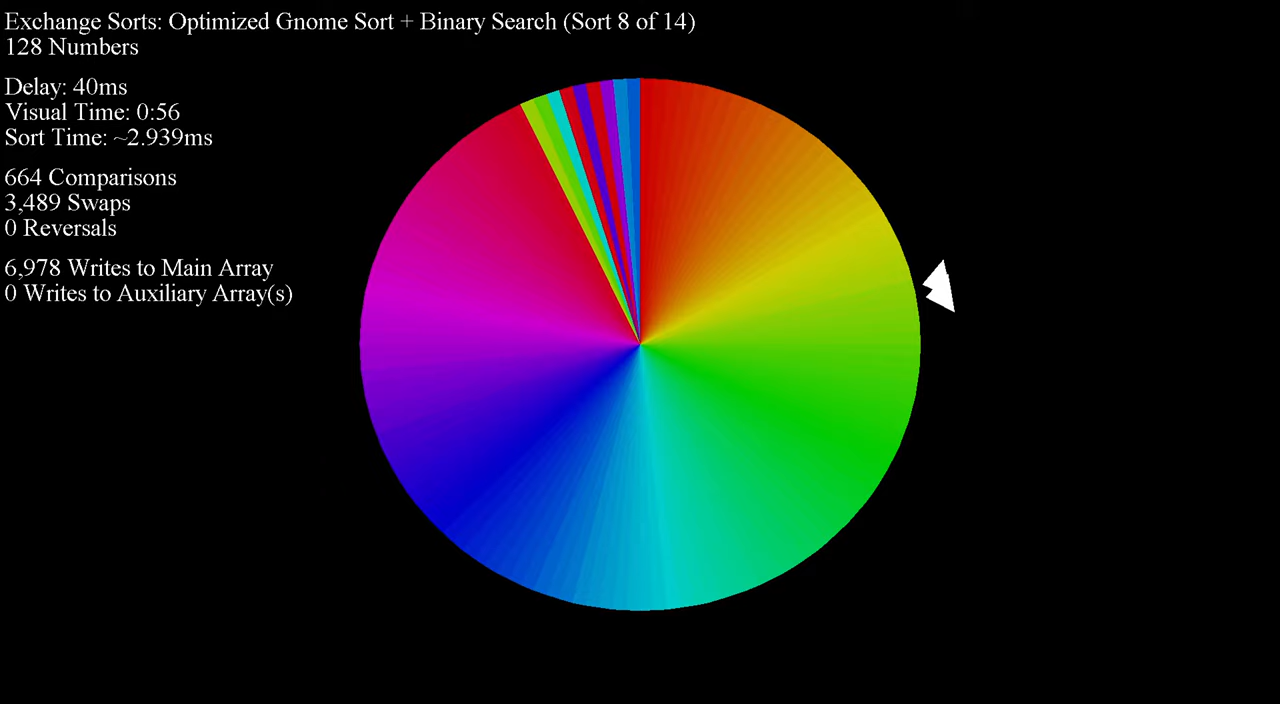 Exchange Sorts: Optimized Gnome Sort + Binary Search (Sort 8 of 14)
128 Numbers
Delay: 40ms
Visual Time: 0:56
Sort Time: ~2.939ms
664 Comparisons
3,489 Swaps
0 Reversals
6,978 Writes to Main Array
0 Writes to Auxiliary Array(s)